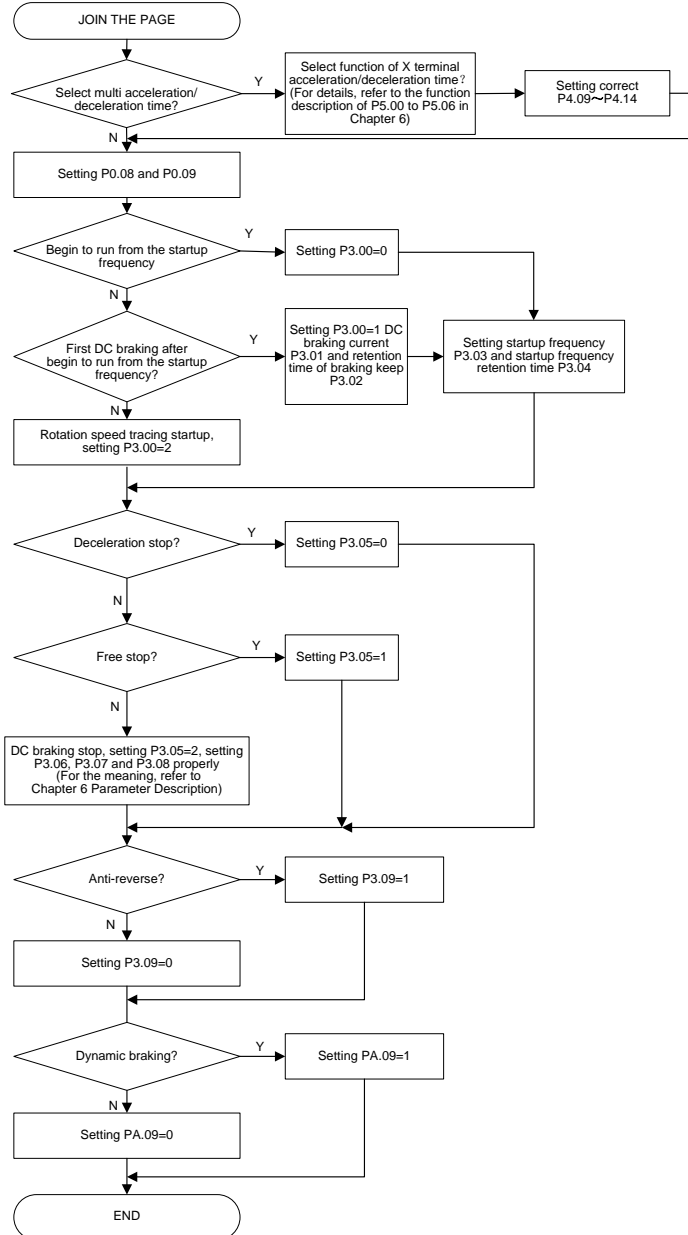 JOIN THE PAGE
Select multi acceleration/
deceleration time?
Y
Select function of X terminal
acceleration/deceleration time?
(For details, refer to the function
description of P5.00 to P5.06 in
Chapter 6)
Setting correct
P4.09～P4.14
N
Setting P0.08 and P0.09
Begin to run from the startup
frequency
Y
Setting P3.00=0
N
First DC braking after
begin to run from the startup
frequency?
Y
Setting P3.00=1 DC
braking current
P3.01 and retention
time of braking keep
P3.02
Setting startup frequency
P3.03 and startup frequency
retention time P3.04
N
Rotation speed tracing startup,
setting P3.00=2
Deceleration stop?
Y
Setting P3.05=0
N
Free stop?
Y
Setting P3.05=1
N
DC braking stop, setting P3.05=2, setting
P3.06, P3.07 and P3.08 properly
(For the meaning, refer to
Chapter 6 Parameter Description)
Anti-reverse?
Y
Setting P3.09=1
N
Setting P3.09=0
Dynamic braking?
Y
Setting PA.09=1
N
Setting PA.09=0
END